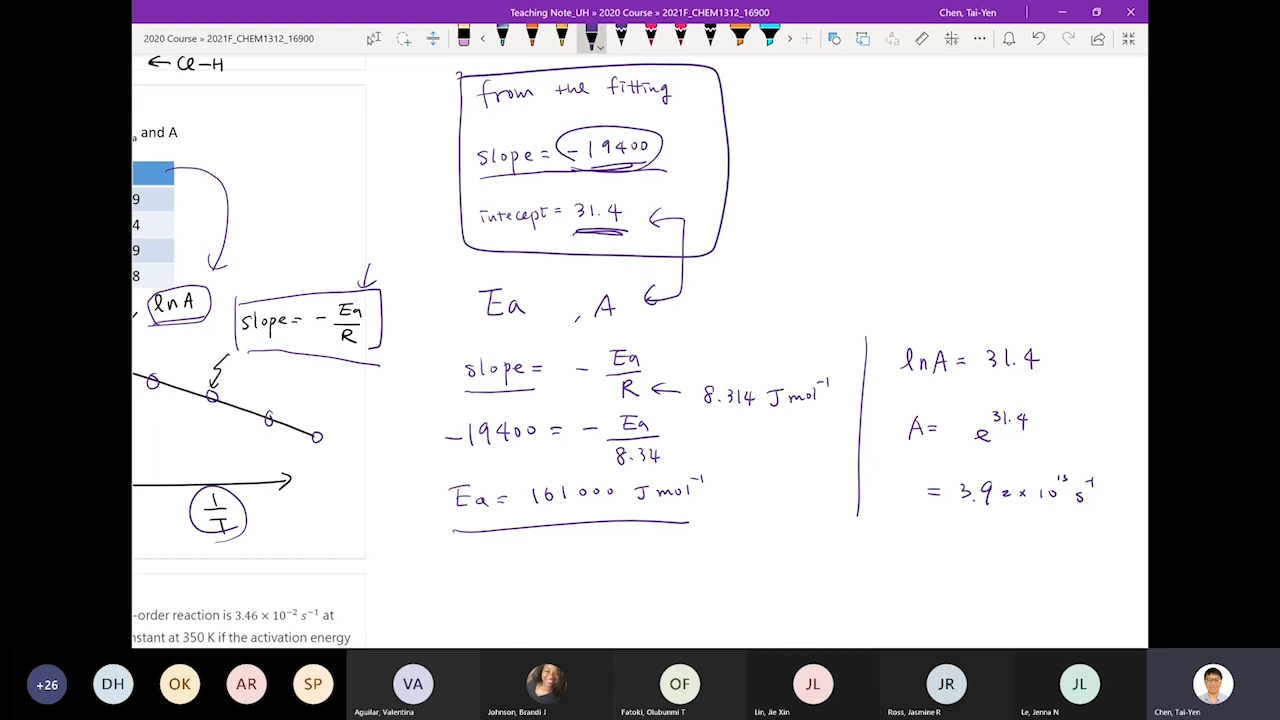 Teaching Note_UH » 2020 Course » 2021F_CHEM1312_16900
Chen, Tai-Yen
2020 Course » 2021F_CHEM1312_16900
← Cl-H
a and A
9
4
9
8
, ln A
slope = - Ea/R
1/T
-order reaction is 3.46 × 10⁻² s⁻¹ at
nstant at 350 K if the activation energy
from the fitting
slope = -19400
intecept = 31.4
Ea , A
slope = - Ea/R ← 8.314 J mol⁻¹
-19400 = - Ea/8.34
Ea = 161000 J mol⁻¹
ln A = 31.4
A = e³¹·⁴
= 3.92 × 10¹³ s⁻¹
+26
DH
OK
AR
SP
VA
Aguilar, Valentina
Johnson, Brandi J
OF
Fatoki, Olubunmi T
JL
Lin, Jie Xin
JR
Ross, Jasmine R
JL
Le, Jenna N
Chen, Tai-Yen